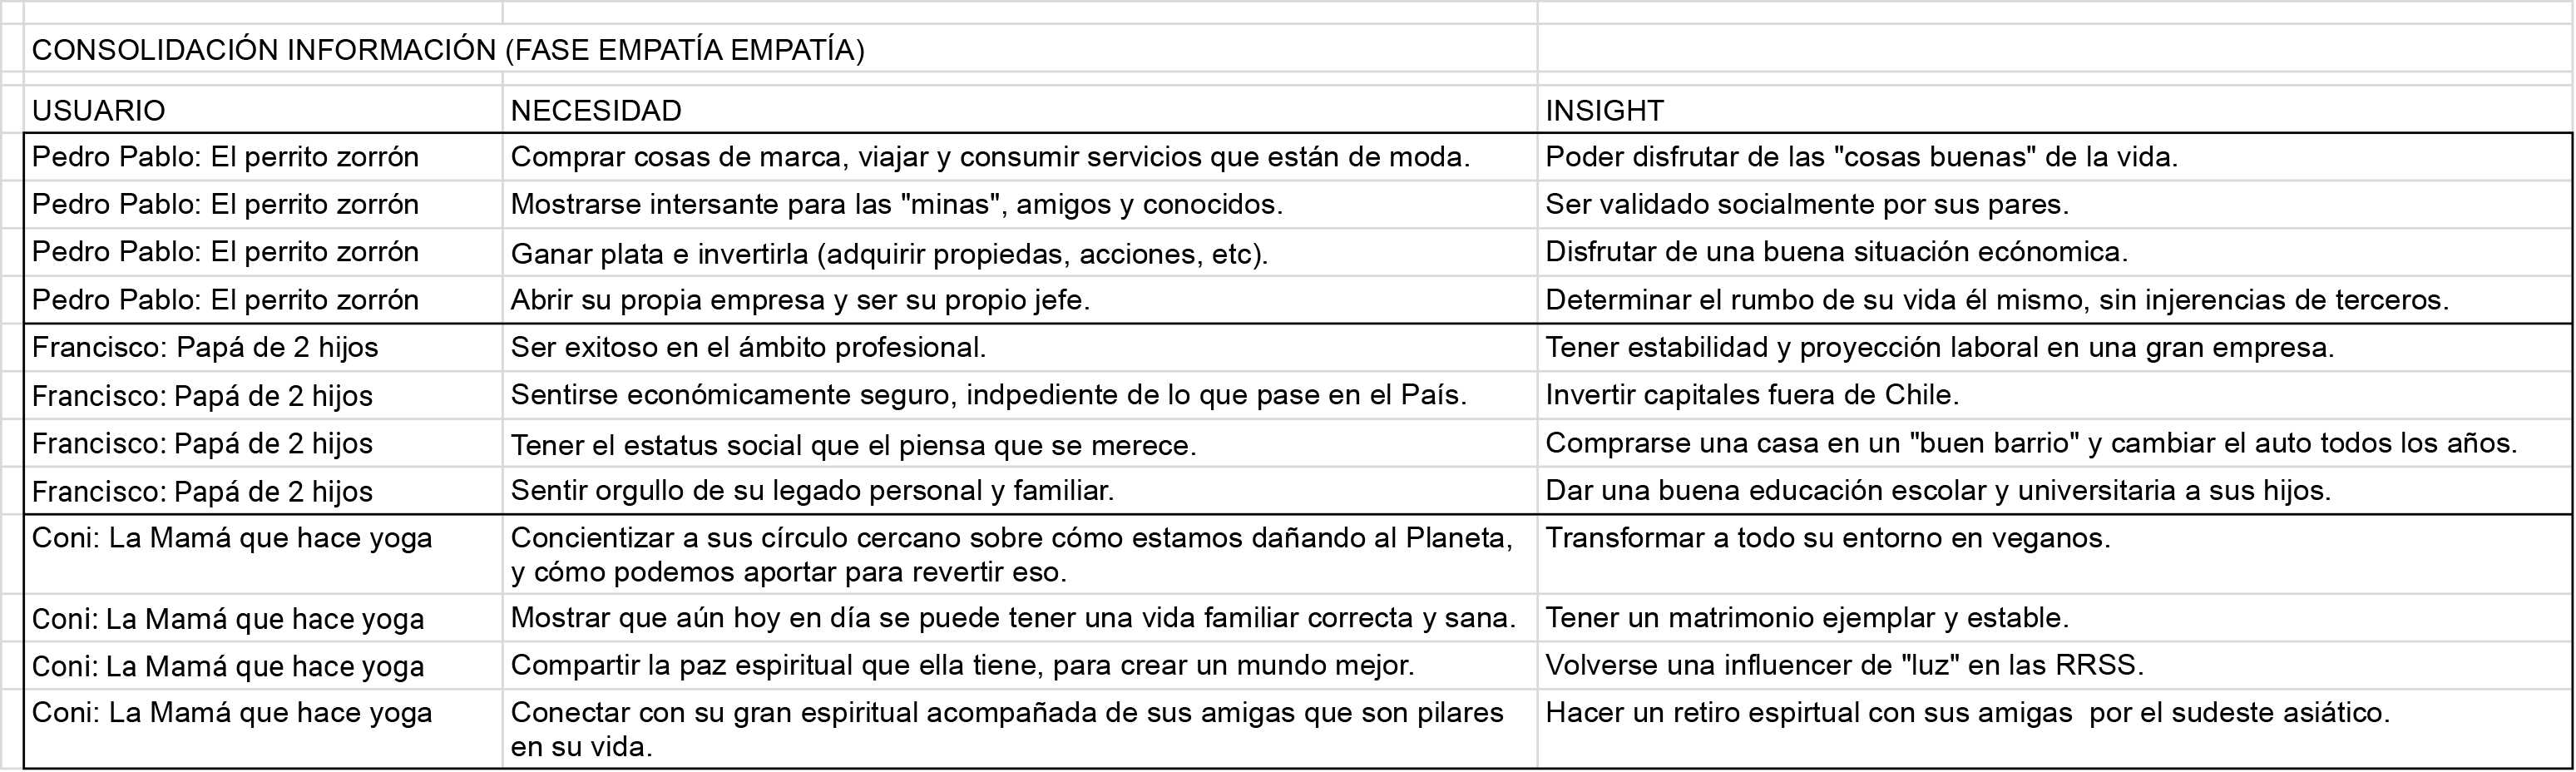 CONSOLIDACIÓN INFORMACIÓN (FASE EMPATÍA EMPATÍA)
USUARIO NECESIDAD INSIGHT
Pedro Pablo: El perrito zorrón Comprar cosas de marca, viajar y consumir servicios que están de moda. Poder disfrutar de las "cosas buenas" de la vida.
Pedro Pablo: El perrito zorrón Mostrarse intersante para las "minas", amigos y conocidos. Ser validado socialmente por sus pares.
Pedro Pablo: El perrito zorrón Ganar plata e invertirla (adquirir propiedas, acciones, etc). Disfrutar de una buena situación ecónomica.
Pedro Pablo: El perrito zorrón Abrir su propia empresa y ser su propio jefe. Determinar el rumbo de su vida él mismo, sin injerencias de terceros.
Francisco: Papá de 2 hijos Ser exitoso en el ámbito profesional. Tener estabilidad y proyección laboral en una gran empresa.
Francisco: Papá de 2 hijos Sentirse económicamente seguro, indpediente de lo que pase en el País. Invertir capitales fuera de Chile.
Francisco: Papá de 2 hijos Tener el estatus social que el piensa que se merece. Comprarse una casa en un "buen barrio" y cambiar el auto todos los años.
Francisco: Papá de 2 hijos Sentir orgullo de su legado personal y familiar. Dar una buena educación escolar y universitaria a sus hijos.
Coni: La Mamá que hace yoga Concientizar a sus círculo cercano sobre cómo estamos dañando al Planeta, Transformar a todo su entorno en veganos.
y cómo podemos aportar para revertir eso.
Coni: La Mamá que hace yoga Mostrar que aún hoy en día se puede tener una vida familiar correcta y sana. Tener un matrimonio ejemplar y estable.
Coni: La Mamá que hace yoga Compartir la paz espiritual que ella tiene, para crear un mundo mejor. Volverse una influencer de "luz" en las RRSS.
Coni: La Mamá que hace yoga Conectar con su gran espiritual acompañada de sus amigas que son pilares Hacer un retiro espirtual con sus amigas  por el sudeste asiático.
en su vida.